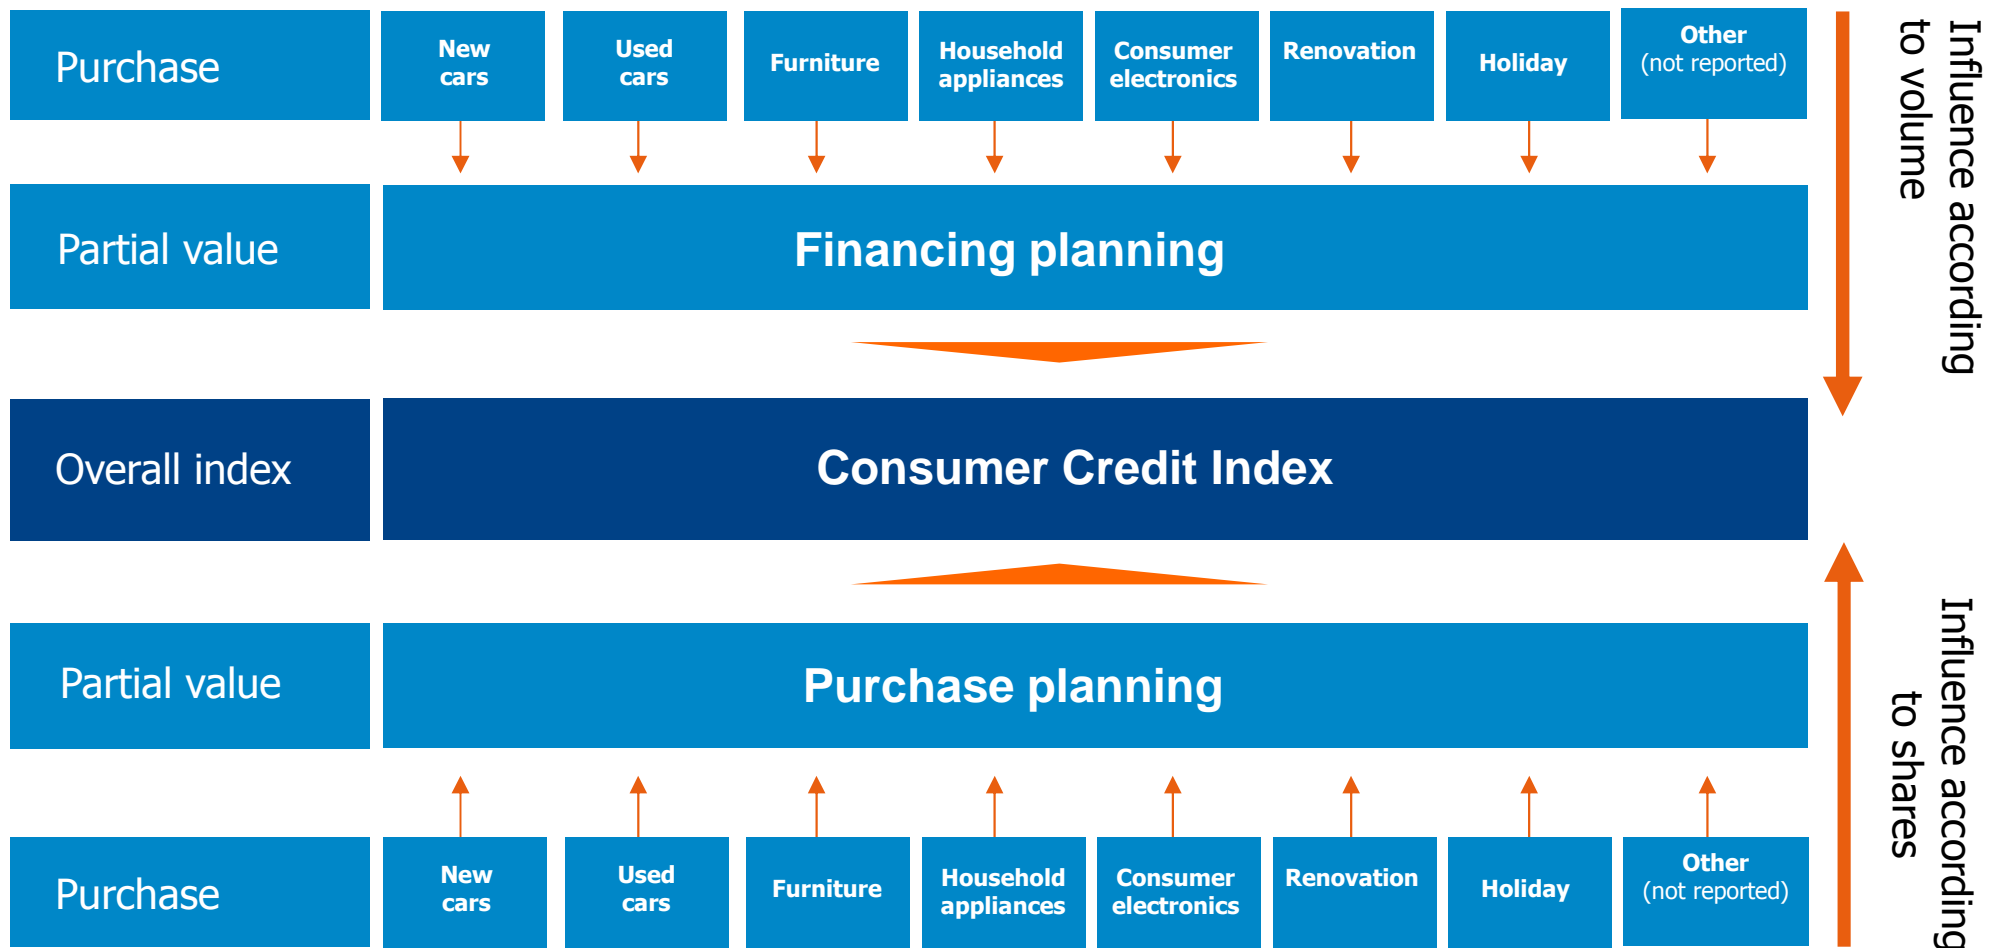 Purchase
New
cars
Used
cars
Furniture
Household
appliances
Consumer
electronics
Renovation
Holiday
Other
(not reported)
Influence according
to volume
Partial value
Financing planning
Overall index
Consumer Credit Index
Partial value
Purchase planning
Influence according
to shares
Purchase
New
cars
Used
cars
Furniture
Household
appliances
Consumer
electronics
Renovation
Holiday
Other
(not reported)